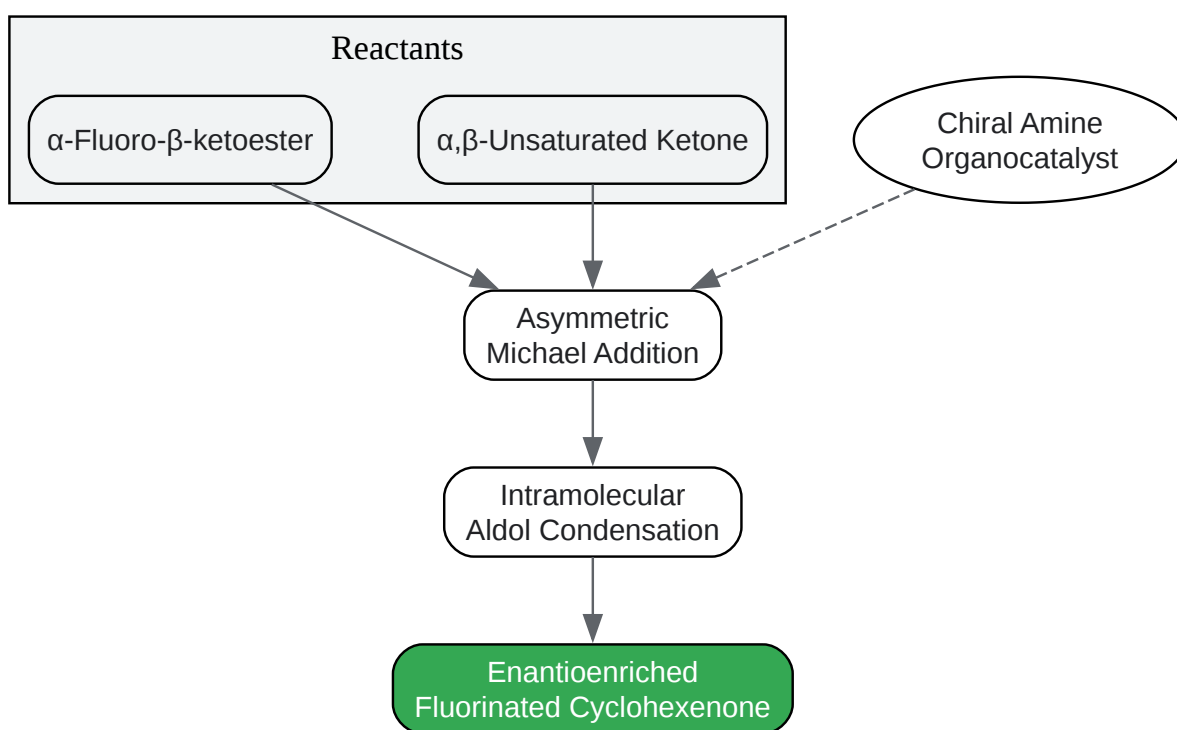 Reactants
α-Fluoro-β-ketoester
α,β-Unsaturated Ketone
Chiral Amine
Organocatalyst
Asymmetric
Michael Addition
Intramolecular
Aldol Condensation
Enantioenriched
Fluorinated Cyclohexenone